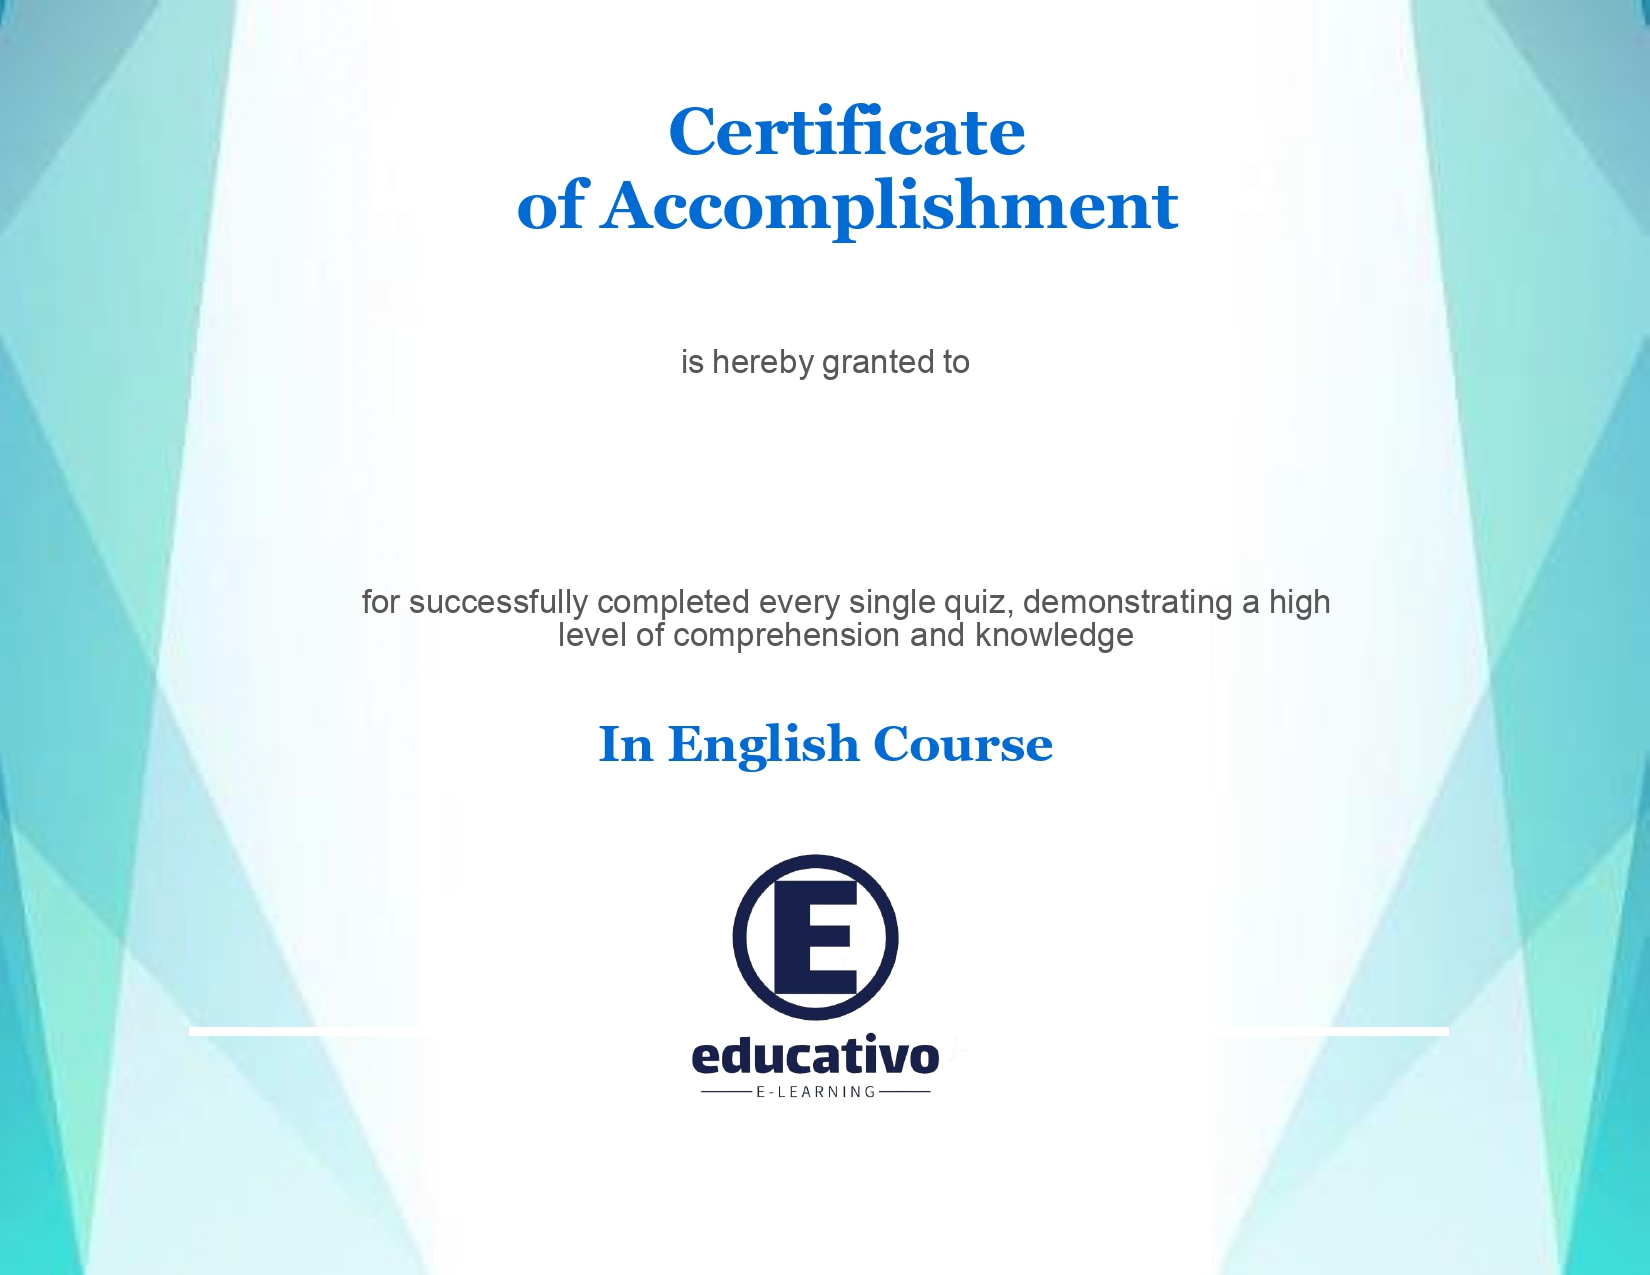 Certificate
of Accomplishment
is hereby granted to
for successfully completed every single quiz, demonstrating a high
level of comprehension and knowledge
In English Course
E
educativo
E-LEARNING